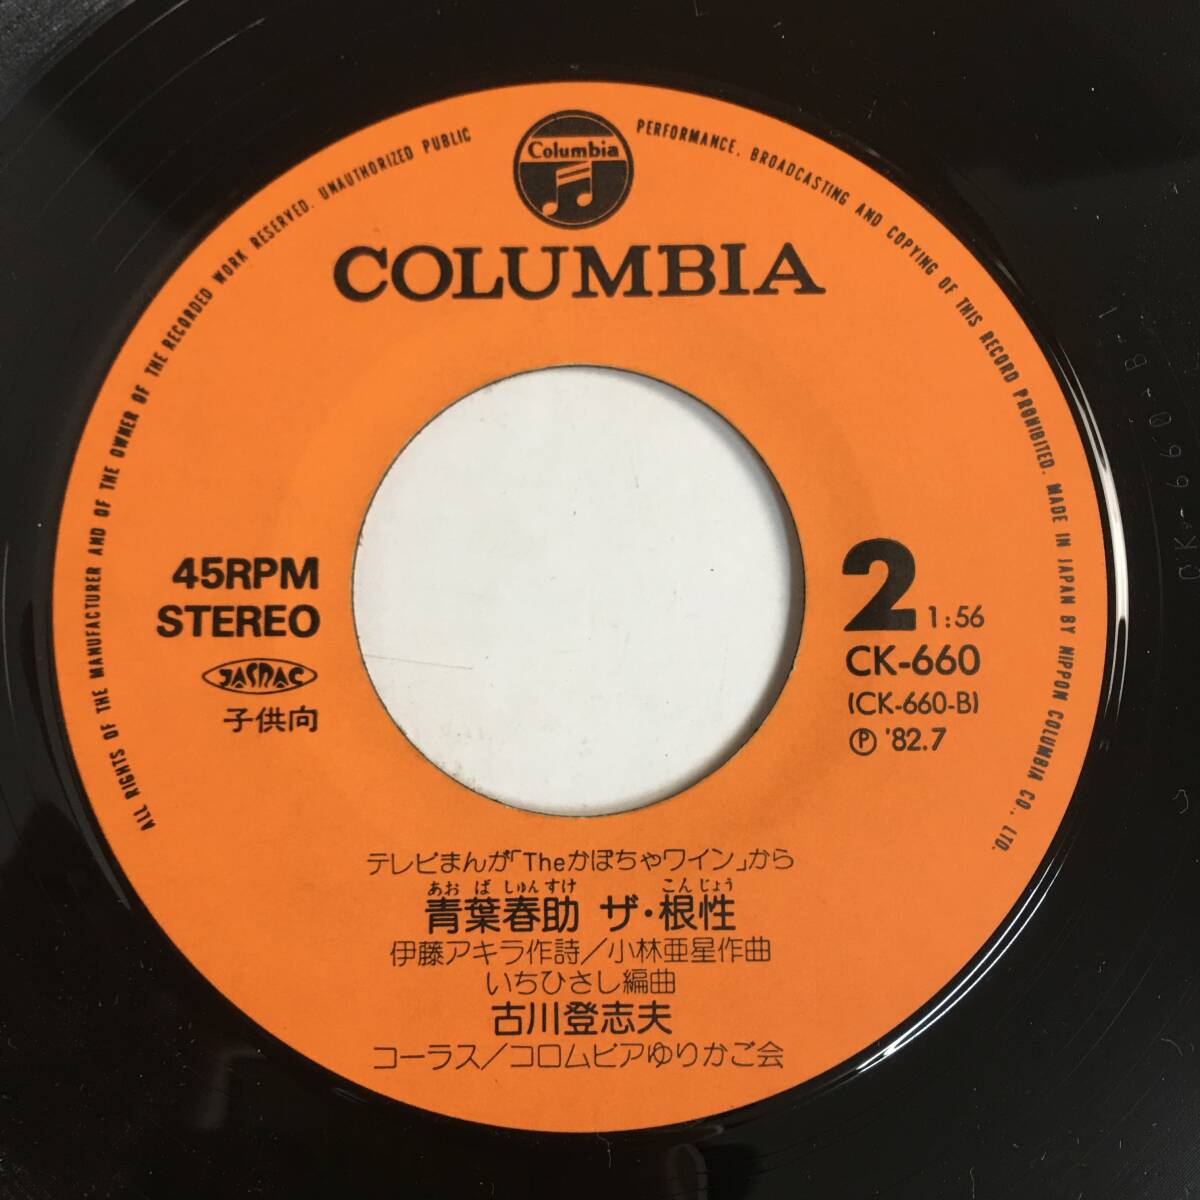 ALL RIGHTS OF THE MANUFACTURER AND OF THE OWNER OF THE RECORDED WORK RESERVED. UNAUTHORIZED PUBLIC PERFORMANCE. BROADCASTING AND COPYING OF THIS RECORD PROHIBITED. MADE IN JAPAN BY NIPPON COLUMBIA CO., LTD.
Columbia
COLUMBIA
45RPM
STEREO
JASRAC
子供向
2 1:56
CK-660
(CK-660-B)
Ⓟ '82.7
テレビまんが「Theかぼちゃワイン」から
あおば しゅんすけ こんじょう
青葉春助 ザ・根性
伊藤アキラ作詩/小林亜星作曲
いちひさし編曲
古川登志夫
コーラス/コロムビアゆりかご会
CK-660-B-1